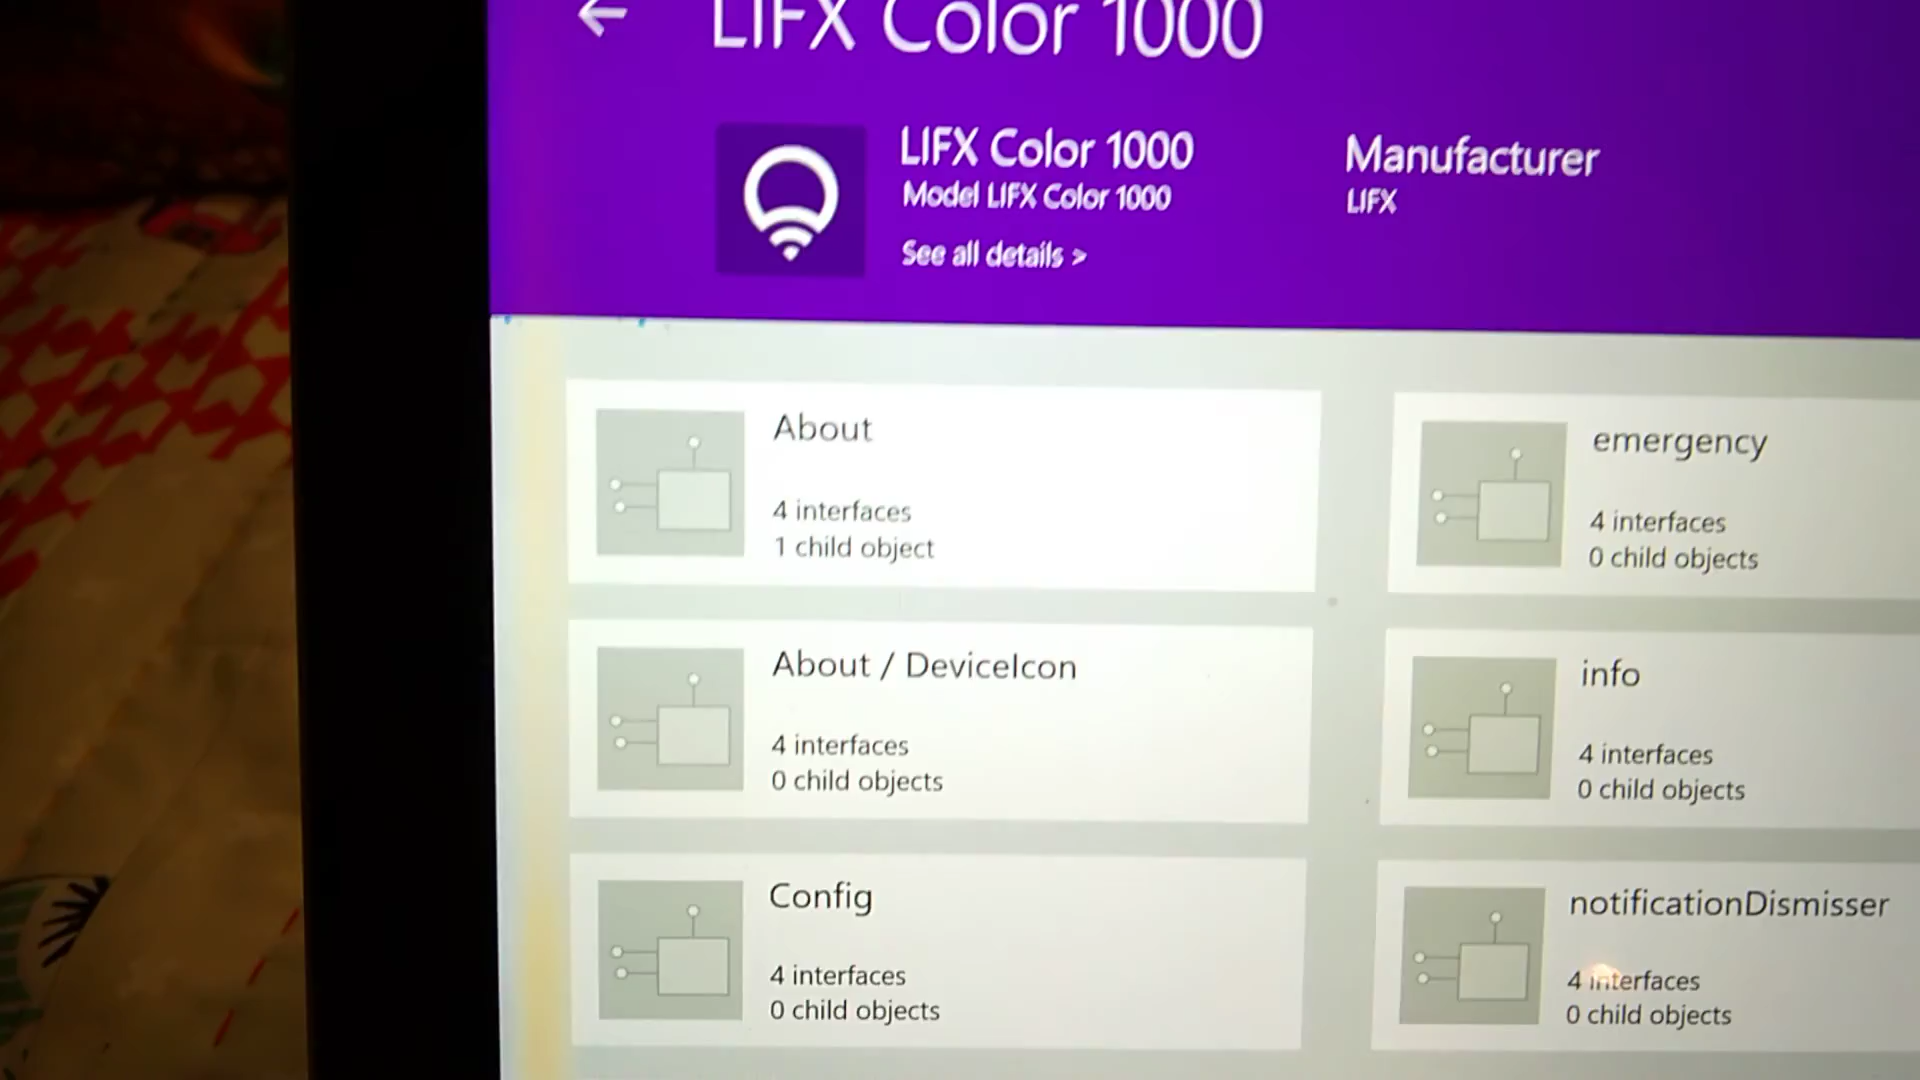 LIFX Color 1000
LIFX Color 1000
Model LIFX Color 1000
See all details >
Manufacturer
LIFX
About
4 interfaces
1 child object
emergency
4 interfaces
0 child objects
About / DeviceIcon
4 interfaces
0 child objects
info
4 interfaces
0 child objects
Config
4 interfaces
0 child objects
notificationDismisser
4 interfaces
0 child objects